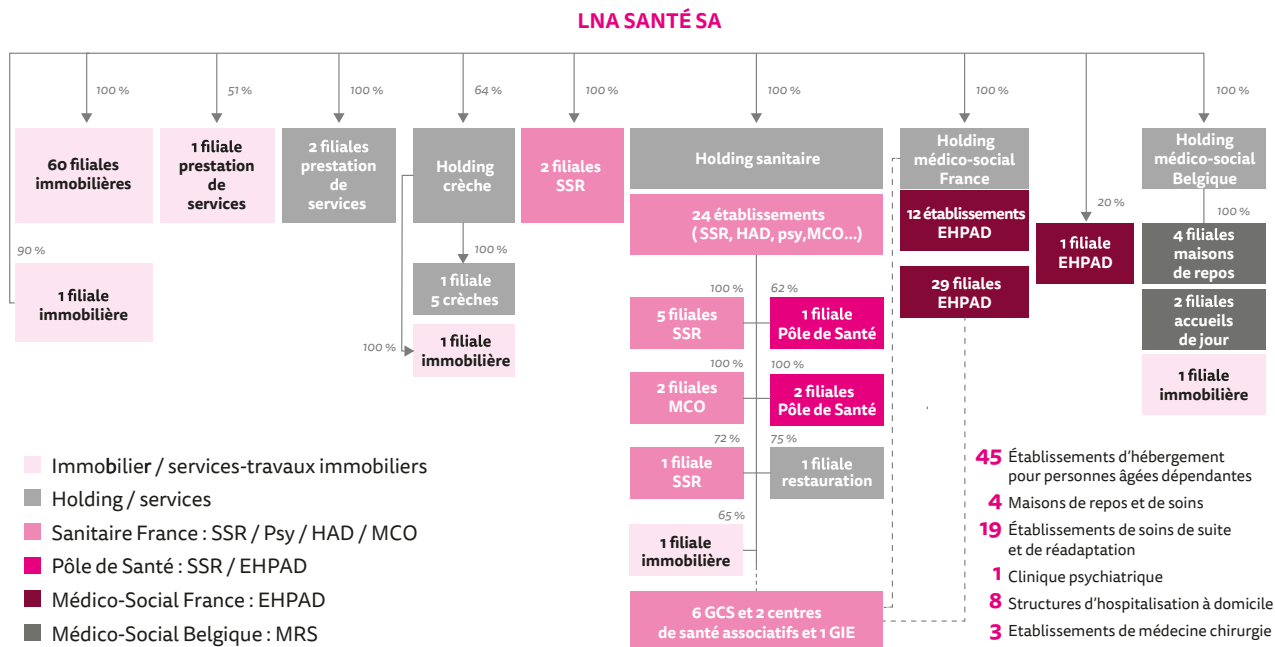 LNA SANTÉ SA
100 %
51 %
100 %
64 %
100 %
100 %
100 %
100 %
60 filiales
immobilières
1 filiale
prestation
de
services
2 filiales
prestation
de
services
Holding
crèche
2 filiales
SSR
Holding sanitaire
Holding
médico-social
France
Holding
médico-social
Belgique
24 établissements
( SSR, HAD, psy,MCO...)
12 établissements
EHPAD
20 %
1 filiale
EHPAD
100 %
4 filiales
maisons
de repos
90 %
1 filiale
immobilière
100 %
1 filiale
5 crèches
29 filiales
EHPAD
2 filiales
accueils
de jour
100 %
1 filiale
immobilière
100 %
5 filiales
SSR
62 %
1 filiale
Pôle de Santé
1 filiale
immobilière
100 %
2 filiales
MCO
100 %
2 filiales
Pôle de Santé
72 %
1 filiale
SSR
75 %
1 filiale
restauration
65 %
1 filiale
immobilière
6 GCS et 2 centres
de santé associatifs et 1 GIE
Immobilier / services-travaux immobiliers
Holding / services
Sanitaire France : SSR / Psy / HAD / MCO
Pôle de Santé : SSR / EHPAD
Médico-Social France : EHPAD
Médico-Social Belgique : MRS
45 Établissements d'hébergement
pour personnes âgées dépendantes
4 Maisons de repos et de soins
19 Établissements de soins de suite
et de réadaptation
1 Clinique psychiatrique
8 Structures d'hospitalisation à domicile
3 Etablissements de médecine chirurgie